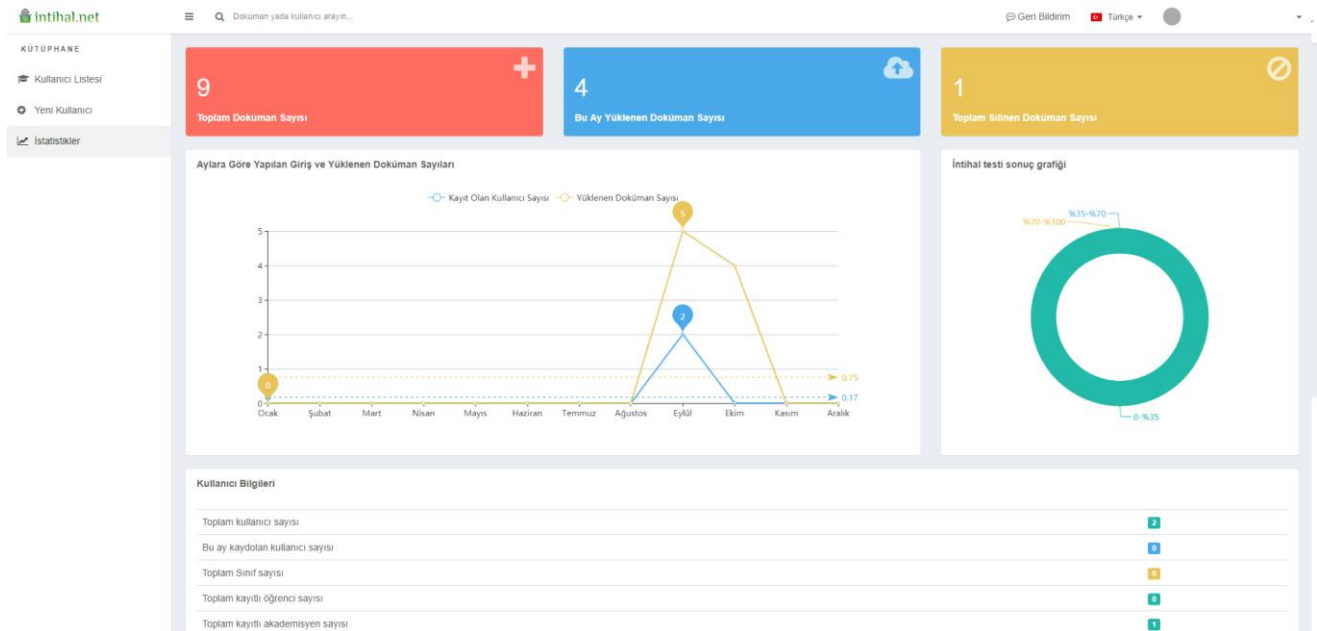 intihal.net
Doküman yada kullanıcı arayın...
Geri Bildirim
Türkçe
KÜTÜPHANE
Kullanıcı Listesi
Yeni Kullanıcı
İstatistikler
9
Toplam Doküman Sayısı
4
Bu Ay Yüklenen Doküman Sayısı
1
Toplam Silinen Doküman Sayısı
Aylara Göre Yapılan Giriş ve Yüklenen Doküman Sayıları
Kayıt Olan Kullanıcı Sayısı
Yüklenen Doküman Sayısı
5
5
4
3
2
2
1
0
0
0.75
0.17
Ocak Şubat Mart Nisan Mayıs Haziran Temmuz Ağustos Eylül Ekim Kasım Aralık
İntihal testi sonuç grafiği
%35-%70
%70-%100
0-%35
Kullanıcı Bilgileri
Toplam kullanıcı sayısı 2
Bu ay kaydolan kullanıcı sayısı 0
Toplam Sınıf sayısı 0
Toplam kayıtlı öğrenci sayısı 0
Toplam kayıtlı akademisyen sayısı 1